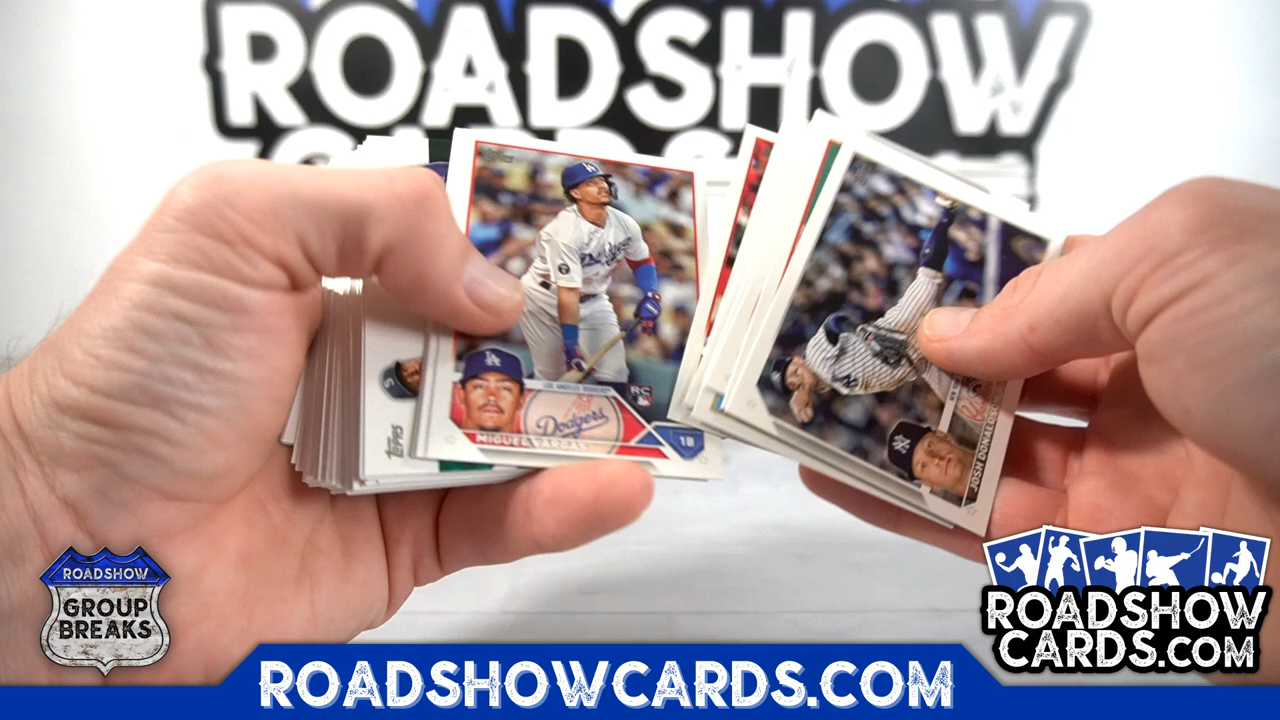 ROADSHOW
TOPPS
LOS ANGELES DODGERS
RC
Dodgers
MIGUEL VARGAS
1B
JOSH DONALDSON
ROADSHOW
GROUP
BREAKS
ROADSHOW
CARDS.COM
ROADSHOWCARDS.COM